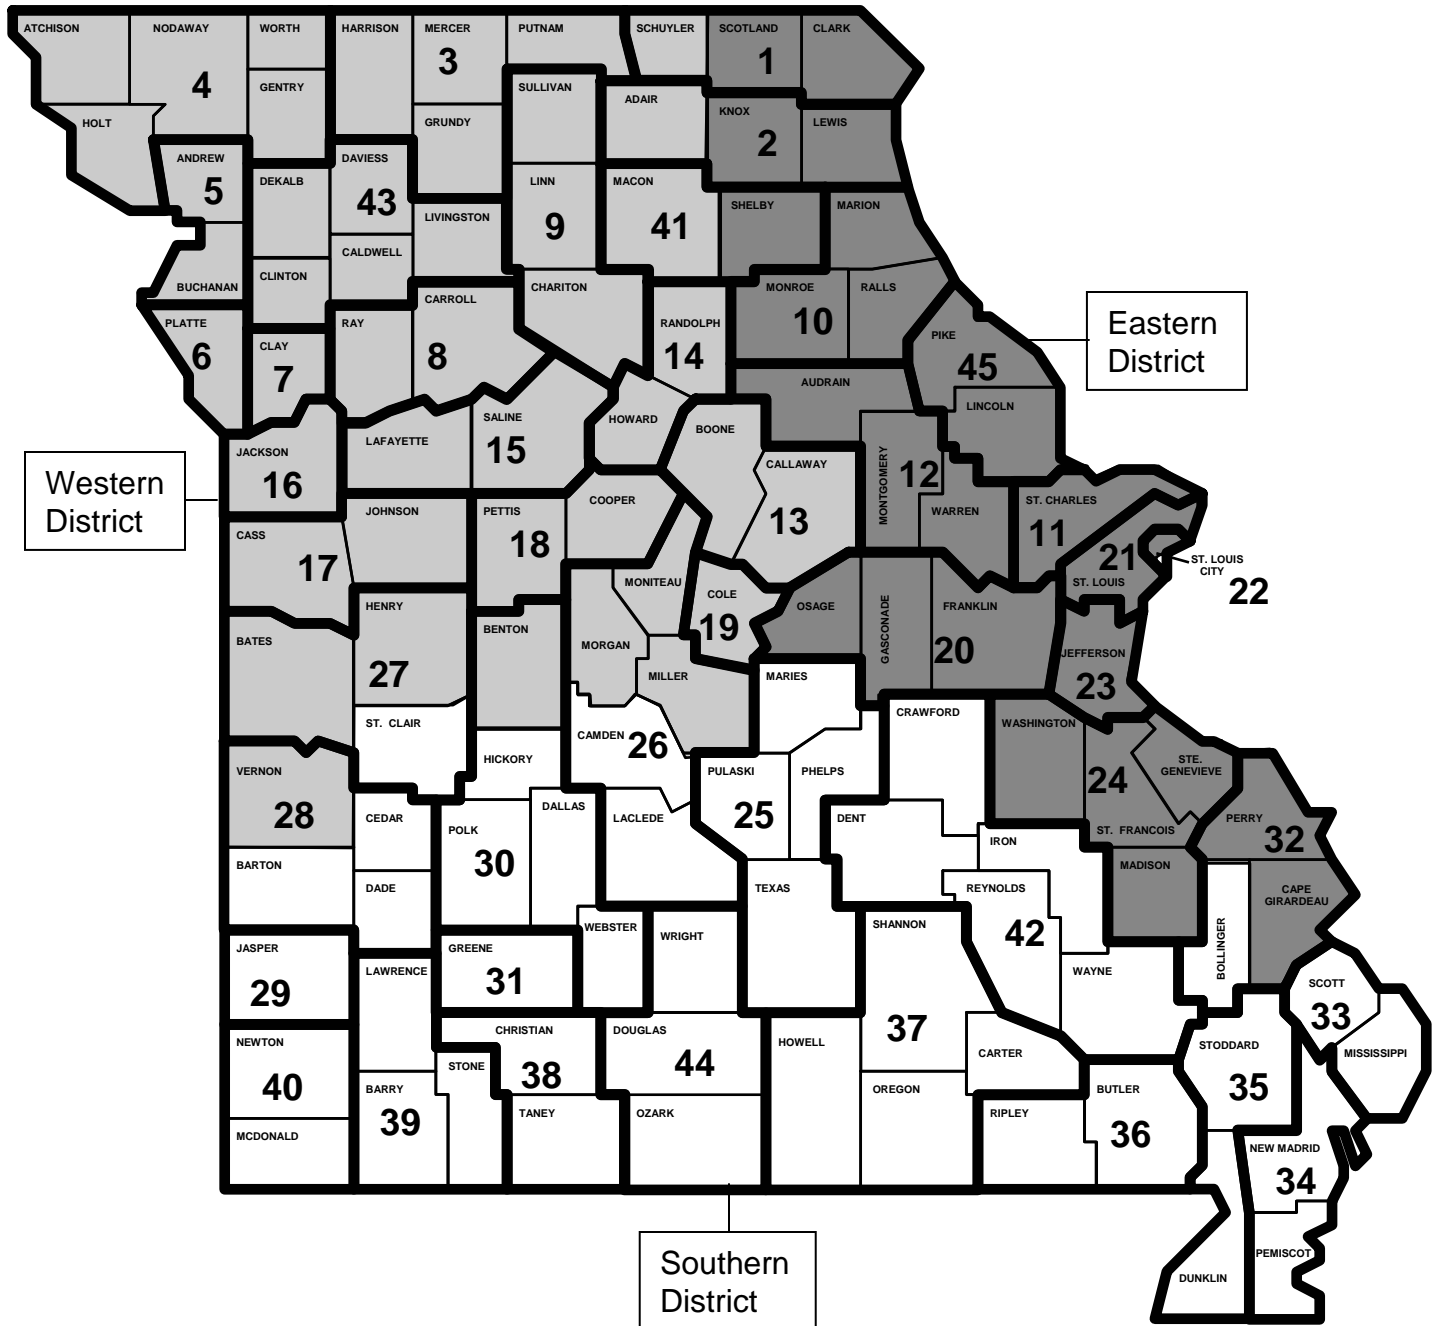 ATCHISON
NODAWAY
WORTH
HARRISON
MERCER
PUTNAM
SCHUYLER
SCOTLAND
CLARK
4
3
1
GENTRY
SULLIVAN
ADAIR
KNOX
LEWIS
HOLT
GRUNDY
2
ANDREW
5
DEKALB
DAVIESS
43
LINN
9
MACON
41
SHELBY
MARION
LIVINGSTON
CALDWELL
BUCHANAN
CLINTON
CARROLL
CHARITON
MONROE
RALLS
PLATTE
6
CLAY
7
RAY
8
RANDOLPH
14
10
PIKE
45
Eastern
District
AUDRAIN
LINCOLN
HOWARD
SALINE
15
LAFAYETTE
BOONE
JACKSON
16
Western
District
CALLAWAY
13
MONTGOMERY
12
WARREN
ST. CHARLES
11
COOPER
JOHNSON
PETTIS
18
CASS
17
21
ST. LOUIS
ST. LOUIS
CITY
22
MONITEAU
COLE
19
HENRY
27
BENTON
OSAGE
GASCONADE
FRANKLIN
20
BATES
MORGAN
MILLER
JEFFERSON
23
MARIES
ST. CLAIR
CAMDEN
26
CRAWFORD
WASHINGTON
HICKORY
VERNON
28
PULASKI
25
PHELPS
STE.
GENEVIEVE
24
ST. FRANCOIS
CEDAR
POLK
30
DALLAS
LACLEDE
DENT
IRON
PERRY
32
BARTON
DADE
TEXAS
REYNOLDS
MADISON
CAPE
GIRARDEAU
JASPER
29
GREENE
31
WEBSTER
WRIGHT
SHANNON
42
BOLLINGER
LAWRENCE
WAYNE
SCOTT
33
NEWTON
40
CHRISTIAN
38
DOUGLAS
44
HOWELL
37
CARTER
STODDARD
35
MISSISSIPPI
STONE
BARRY
39
OREGON
BUTLER
36
MCDONALD
TANEY
OZARK
RIPLEY
NEW MADRID
34
PEMISCOT
DUNKLIN
Southern
District